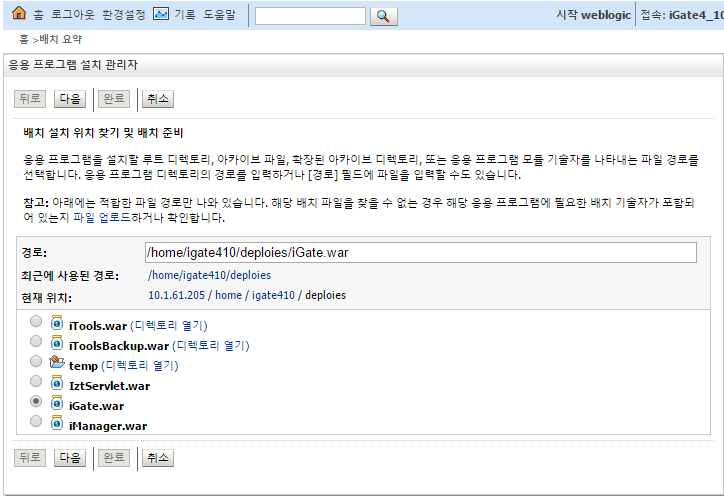 홈 로그아웃 환경설정 기록 도움말 시작 weblogic 접속: iGate4_10
홈 >배치 요약
응용 프로그램 설치 관리자
뒤로 다음 완료 취소
배치 설치 위치 찾기 및 배치 준비
응용 프로그램을 설치할 루트 디렉토리, 아카이브 파일, 확장된 아카이브 디렉토리, 또는 응용 프로그램 모듈 기술자를 나타내는 파일 경로를
선택합니다. 응용 프로그램 디렉토리의 경로를 입력하거나 [경로] 필드에 파일을 입력할 수도 있습니다.
참고: 아래에는 적합한 파일 경로만 나와 있습니다. 해당 배치 파일을 찾을 수 없는 경우 해당 응용 프로그램에 필요한 배치 기술자가 포함되
어 있는지 파일 업로드하거나 확인합니다.
경로: /home/igate410/deploies/iGate.war
최근에 사용된 경로: /home/igate410/deploies
현재 위치: 10.1.61.205 / home / igate410 / deploies
iTools.war (디렉토리 열기)
iToolsBackup.war (디렉토리 열기)
temp (디렉토리 열기)
IztServlet.war
iGate.war
iManager.war
뒤로 다음 완료 취소